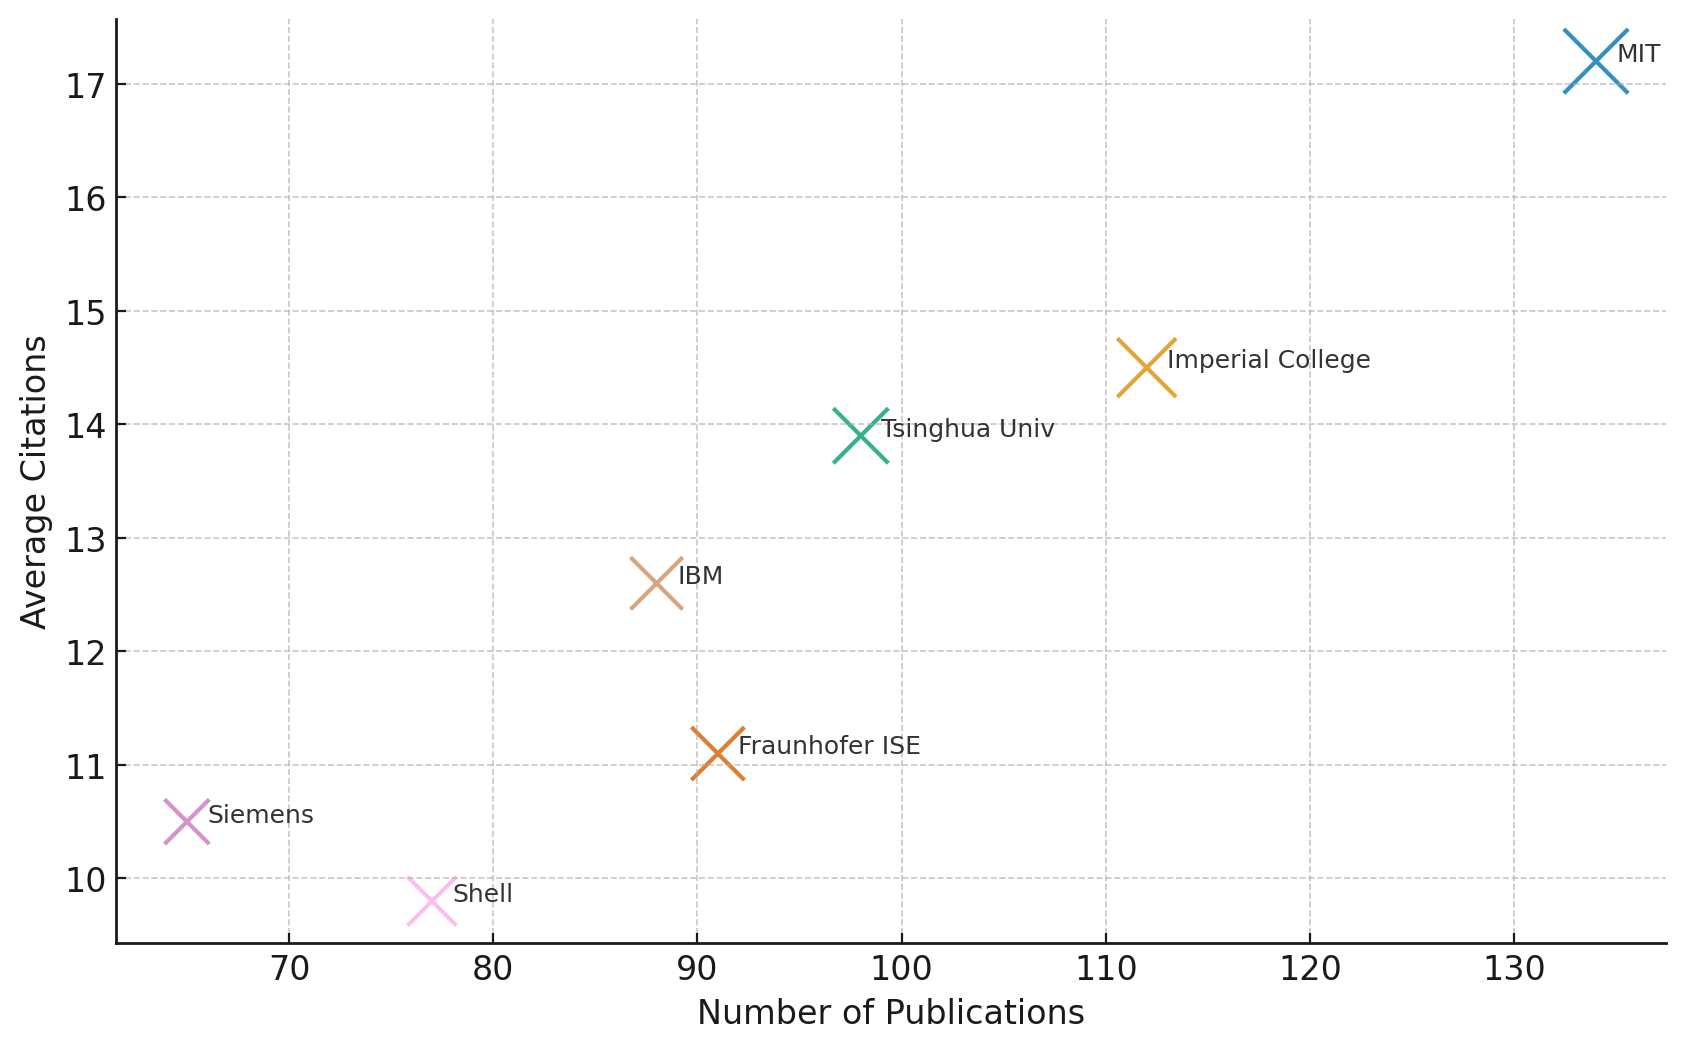 17
16
15
14
13
12
11
10
Average Citations
MIT
Imperial College
Tsinghua Univ
IBM
Fraunhofer ISE
Siemens
Shell
70 80 90 100 110 120 130
Number of Publications